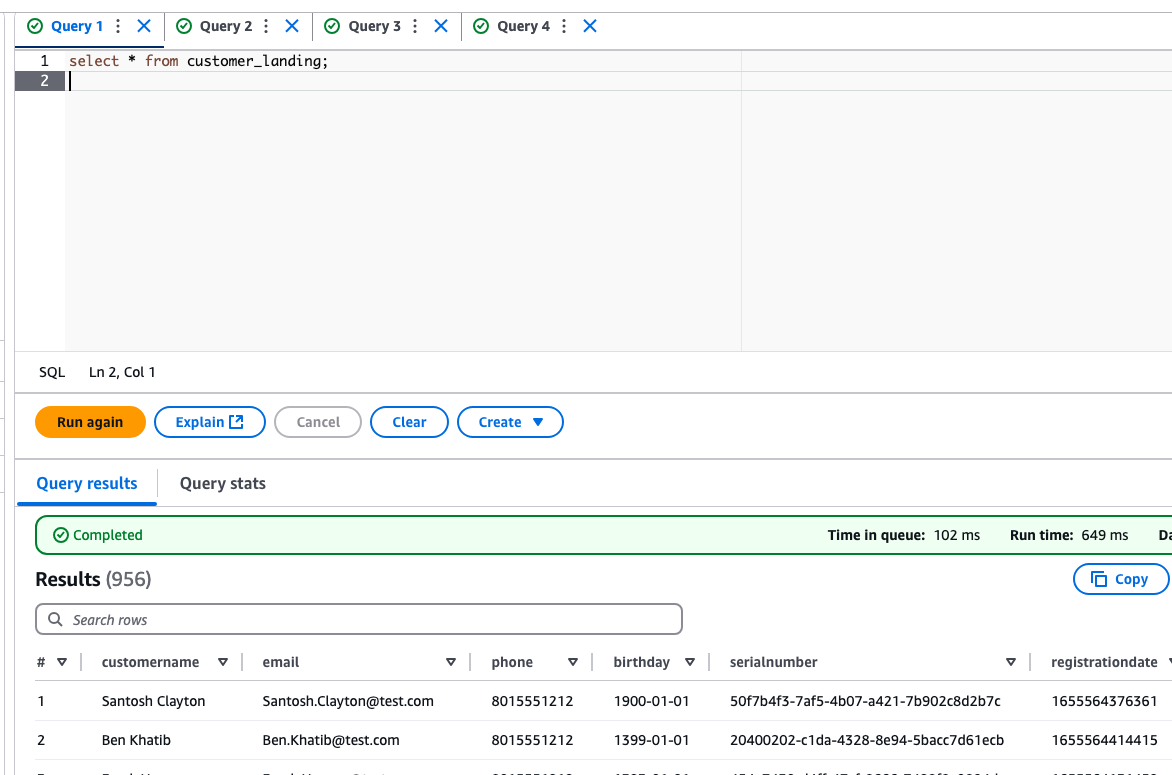 Query 1 Query 2 Query 3 Query 4
1 select * from customer_landing;
2
SQL Ln 2, Col 1
Run again Explain Cancel Clear Create
Query results Query stats
Completed Time in queue: 102 ms Run time: 649 ms
Results (956) Copy
Search rows
# customername email phone birthday serialnumber registrationdate
1 Santosh Clayton Santosh.Clayton@test.com 8015551212 1900-01-01 50f7b4f3-7af5-4b07-a421-7b902c8d2b7c 1655564376361
2 Ben Khatib Ben.Khatib@test.com 8015551212 1399-01-01 20400202-c1da-4328-8e94-5bacc7d61ecb 1655564414415